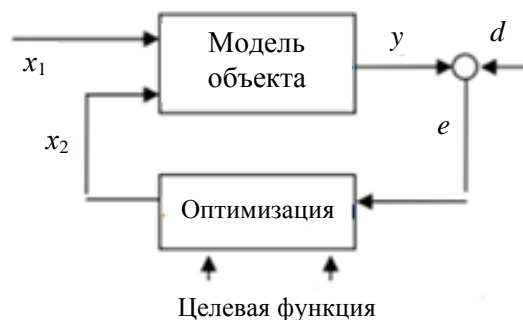 Модель
объекта
x1
y
d
e
x2
Оптимизация
Целевая функция